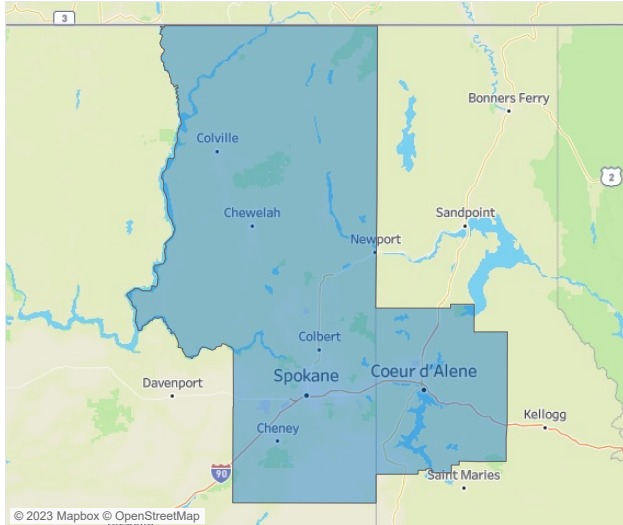 3
Bonners Ferry
Colville
2
Chewelah
Sandpoint
Newport
Colbert
Spokane
Coeur d'Alene
Davenport
Kellogg
Cheney
90
Saint Maries
© 2023 Mapbox © OpenStreetMap